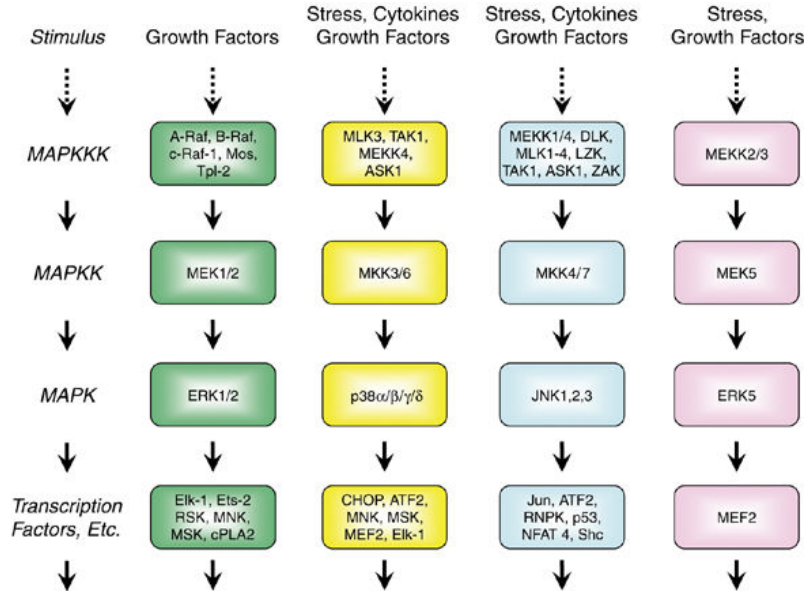 Stimulus
Growth Factors
Stress, Cytokines
Growth Factors
Stress, Cytokines
Growth Factors
Stress,
Growth Factors
MAPKKK
A-Raf, B-Raf,
c-Raf-1, Mos,
Tpl-2
MLK3, TAK1,
MEKK4,
ASK1
MEKK1/4, DLK,
MLK1-4, LZK,
TAK1, ASK1, ZAK
MEKK2/3
MAPKK
MEK1/2
MKK3/6
MKK4/7
MEK5
MAPK
ERK1/2
p38α/β/γ/δ
JNK1,2,3
ERK5
Transcription
Factors, Etc.
Elk-1, Ets-2
RSK, MNK,
MSK, cPLA2
CHOP, ATF2,
MNK, MSK,
MEF2, Elk-1
Jun, ATF2,
RNPK, p53,
NFAT 4, Shc
MEF2